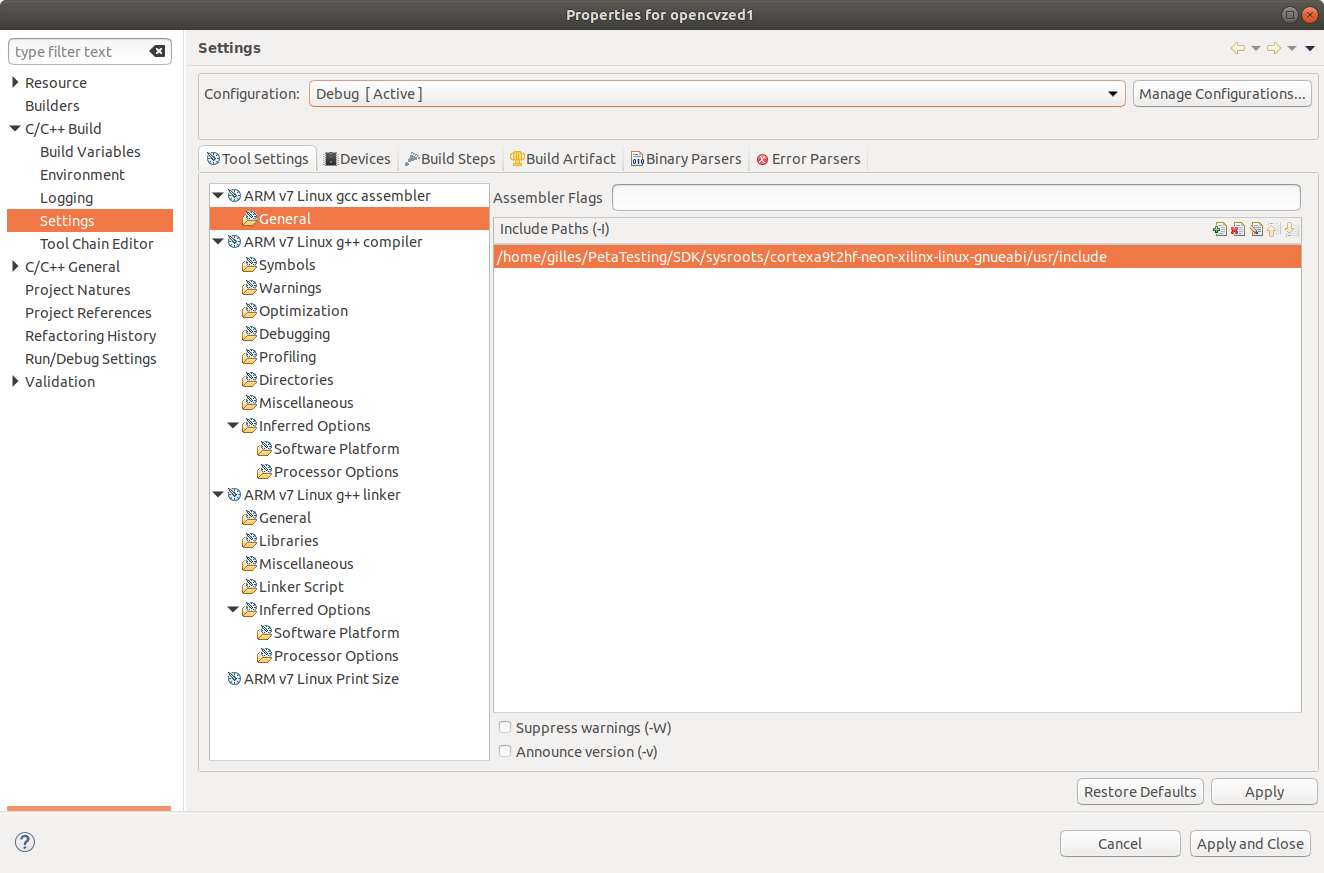 Properties for opencvzed1
type filter text
Resource
Builders
C/C++ Build
Build Variables
Environment
Logging
Settings
Tool Chain Editor
C/C++ General
Project Natures
Project References
Refactoring History
Run/Debug Settings
Validation
Settings
Configuration: Debug [ Active ] Manage Configurations...
Tool Settings Devices Build Steps Build Artifact Binary Parsers Error Parsers
ARM v7 Linux gcc assembler
General
ARM v7 Linux g++ compiler
Symbols
Warnings
Optimization
Debugging
Profiling
Directories
Miscellaneous
Inferred Options
Software Platform
Processor Options
ARM v7 Linux g++ linker
General
Libraries
Miscellaneous
Linker Script
Inferred Options
Software Platform
Processor Options
ARM v7 Linux Print Size
Assembler Flags
Include Paths (-I)
/home/gilles/PetaTesting/SDK/sysroots/cortexa9t2hf-neon-xilinx-linux-gnueabi/usr/include
Suppress warnings (-W)
Announce version (-v)
Restore Defaults Apply
Cancel Apply and Close